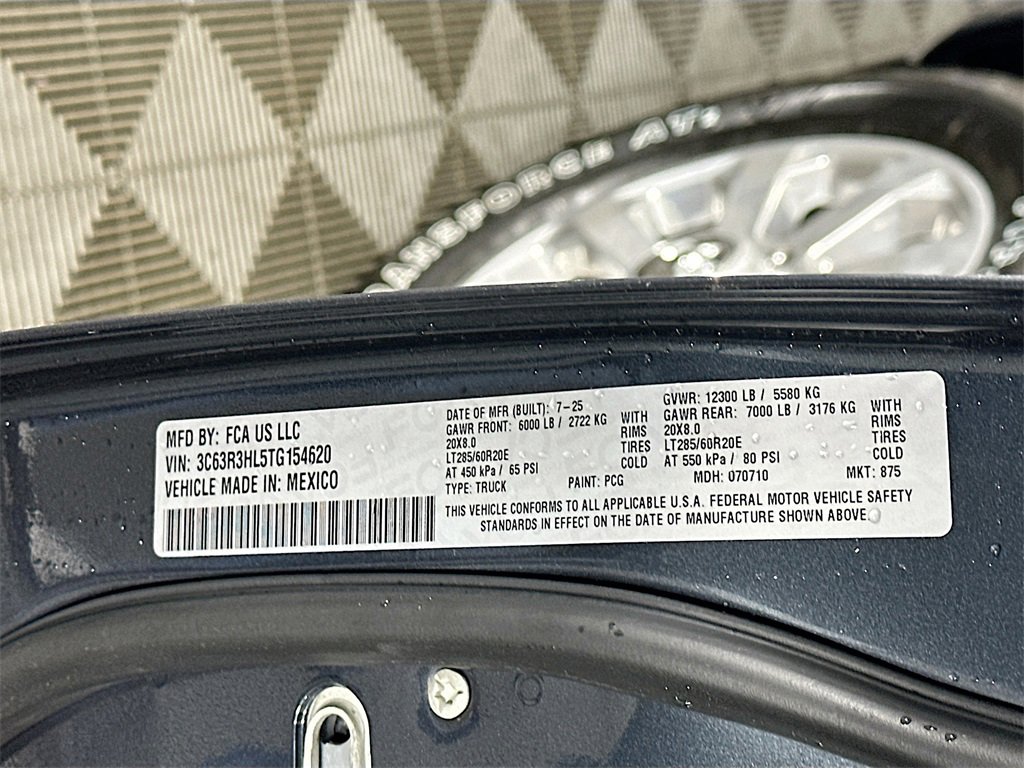 TRANSFORCE AT2
MFD BY: FCA US LLC
VIN: 3C63R3HL5TG154620
VEHICLE MADE IN: MEXICO
DATE OF MFR (BUILT): 7-25
GAWR FRONT: 6000 LB / 2722 KG WITH
20X8.0 RIMS
LT285/60R20E TIRES
AT 450 kPa / 65 PSI COLD
TYPE: TRUCK PAINT: PCG
GVWR: 12300 LB / 5580 KG
GAWR REAR: 7000 LB / 3176 KG WITH
20X8.0 RIMS
LT285/60R20E TIRES
AT 550 kPa / 80 PSI COLD
MDH: 070710 MKT: 875
THIS VEHICLE CONFORMS TO ALL APPLICABLE U.S.A. FEDERAL MOTOR VEHICLE SAFETY
STANDARDS IN EFFECT ON THE DATE OF MANUFACTURE SHOWN ABOVE